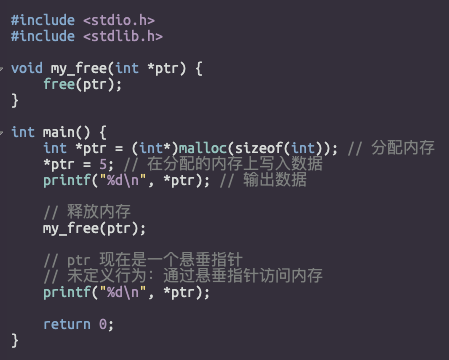 #include <stdio.h>
#include <stdlib.h>

void my_free(int *ptr) {
    free(ptr);
}

int main() {
    int *ptr = (int*)malloc(sizeof(int)); // 分配内存
    *ptr = 5; // 在分配的内存上写入数据
    printf("%d\n", *ptr); // 输出数据

    // 释放内存
    my_free(ptr);

    // ptr 现在是一个悬垂指针
    // 未定义行为：通过悬垂指针访问内存
    printf("%d\n", *ptr);

    return 0;
}